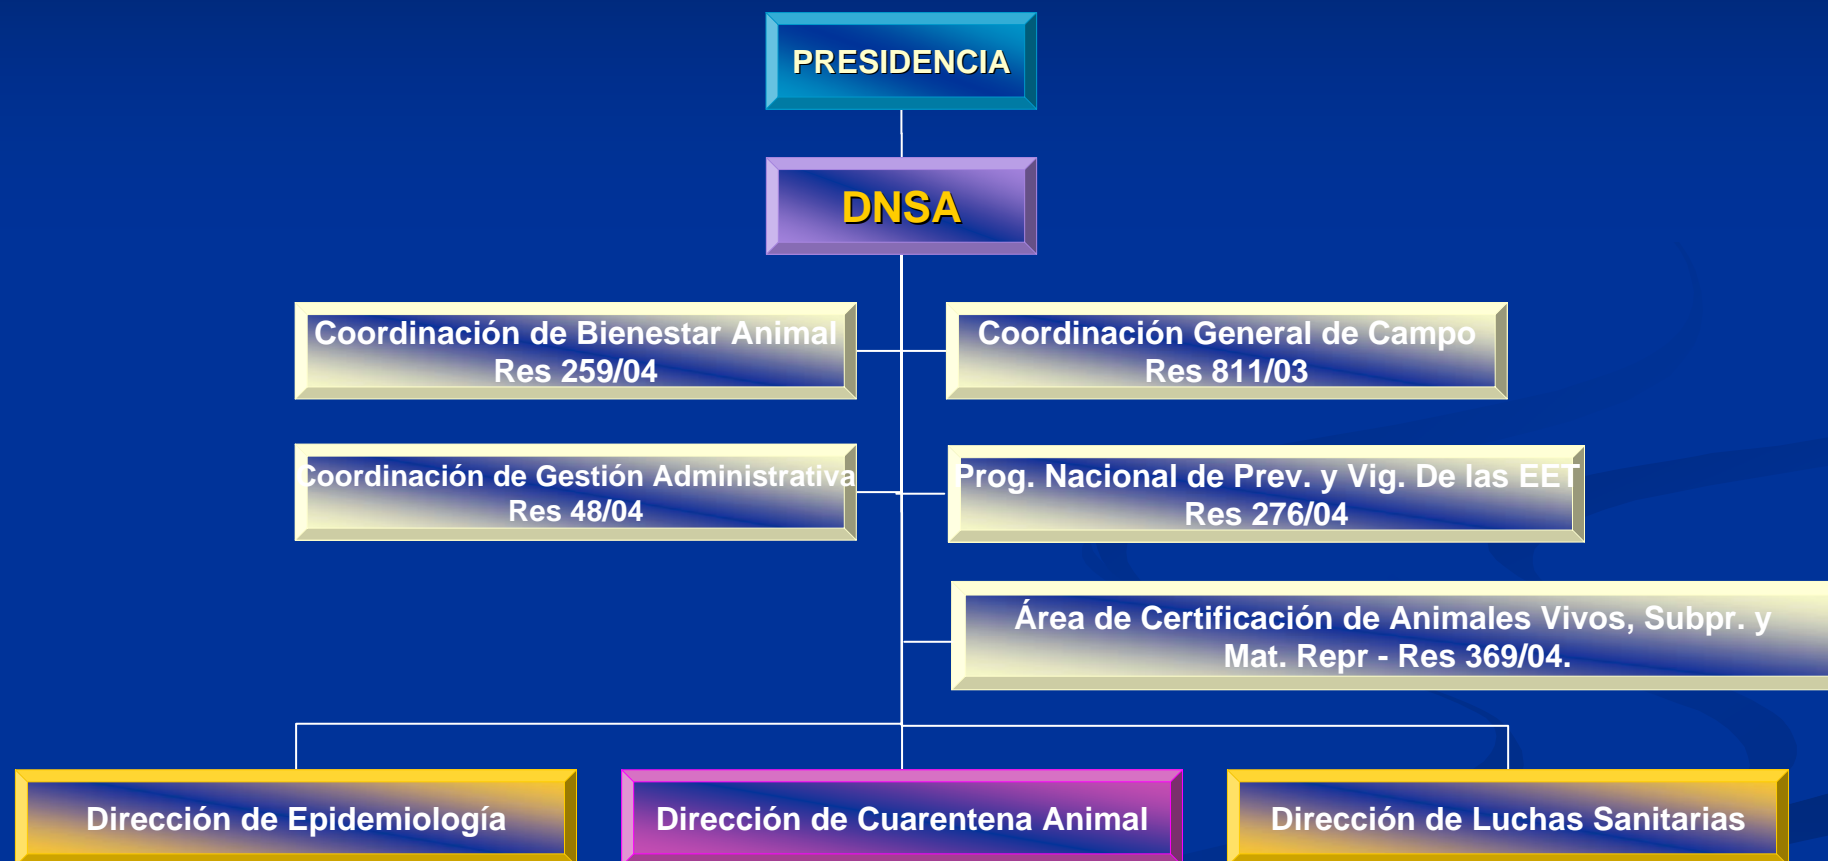 PRESIDENCIA
DNSA
Coordinación de Bienestar Animal
Res 259/04
Coordinación General de Campo
Res 811/03
Coordinación de Gestión Administrativa
Res 48/04
Prog. Nacional de Prev. y Vig. De las EET
Res 276/04
Área de Certificación de Animales Vivos, Subpr. y
Mat. Repr - Res 369/04.
Dirección de Epidemiología
Dirección de Cuarentena Animal
Dirección de Luchas Sanitarias